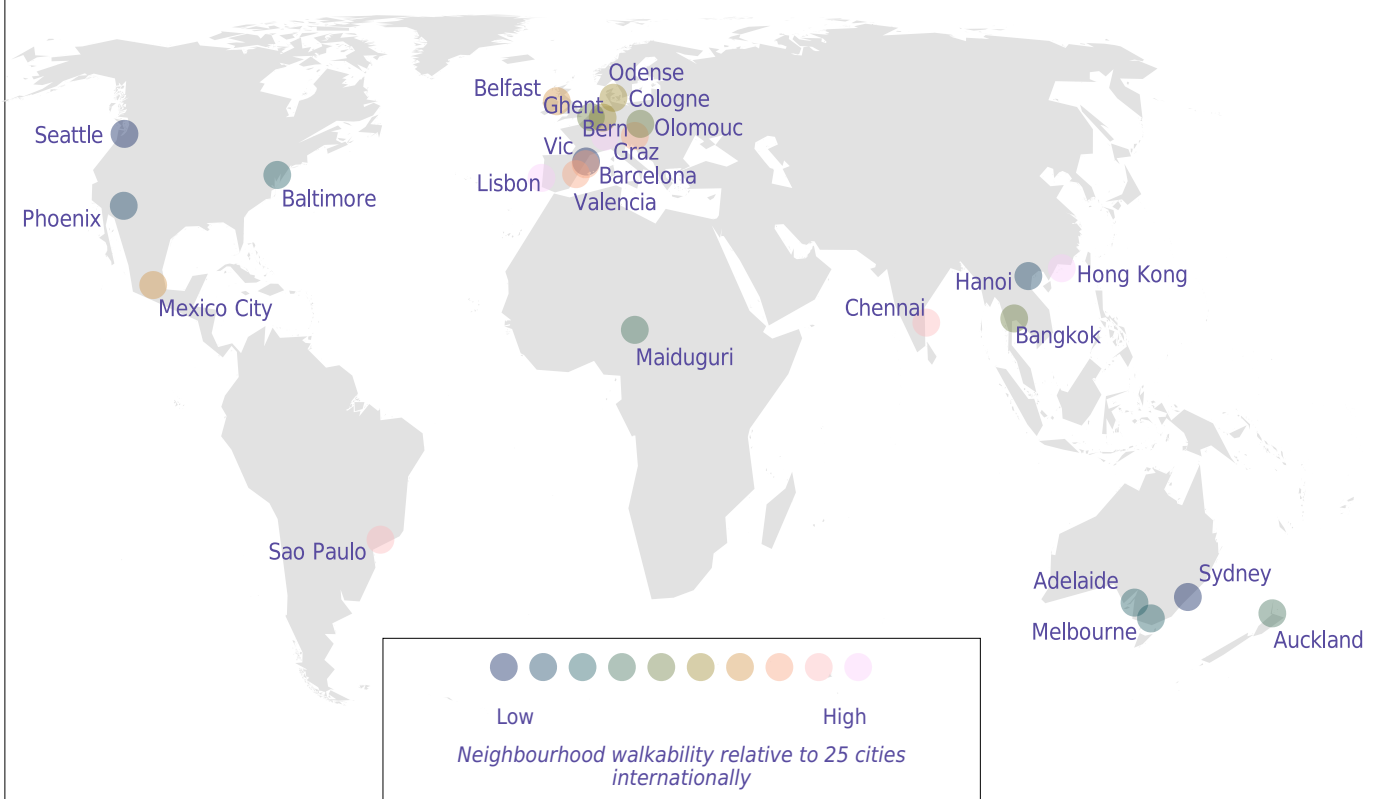 Odense
Belfast
Cologne
Ghent
Bern
Olomouc
Seattle
Vic
Graz
Barcelona
Lisbon
Baltimore
Valencia
Phoenix
Hanoi
Hong Kong
Mexico City
Chennai
Bangkok
Maiduguri
Sao Paulo
Sydney
Adelaide
Melbourne
Auckland
Low
High
Neighbourhood walkability relative to 25 cities
internationally